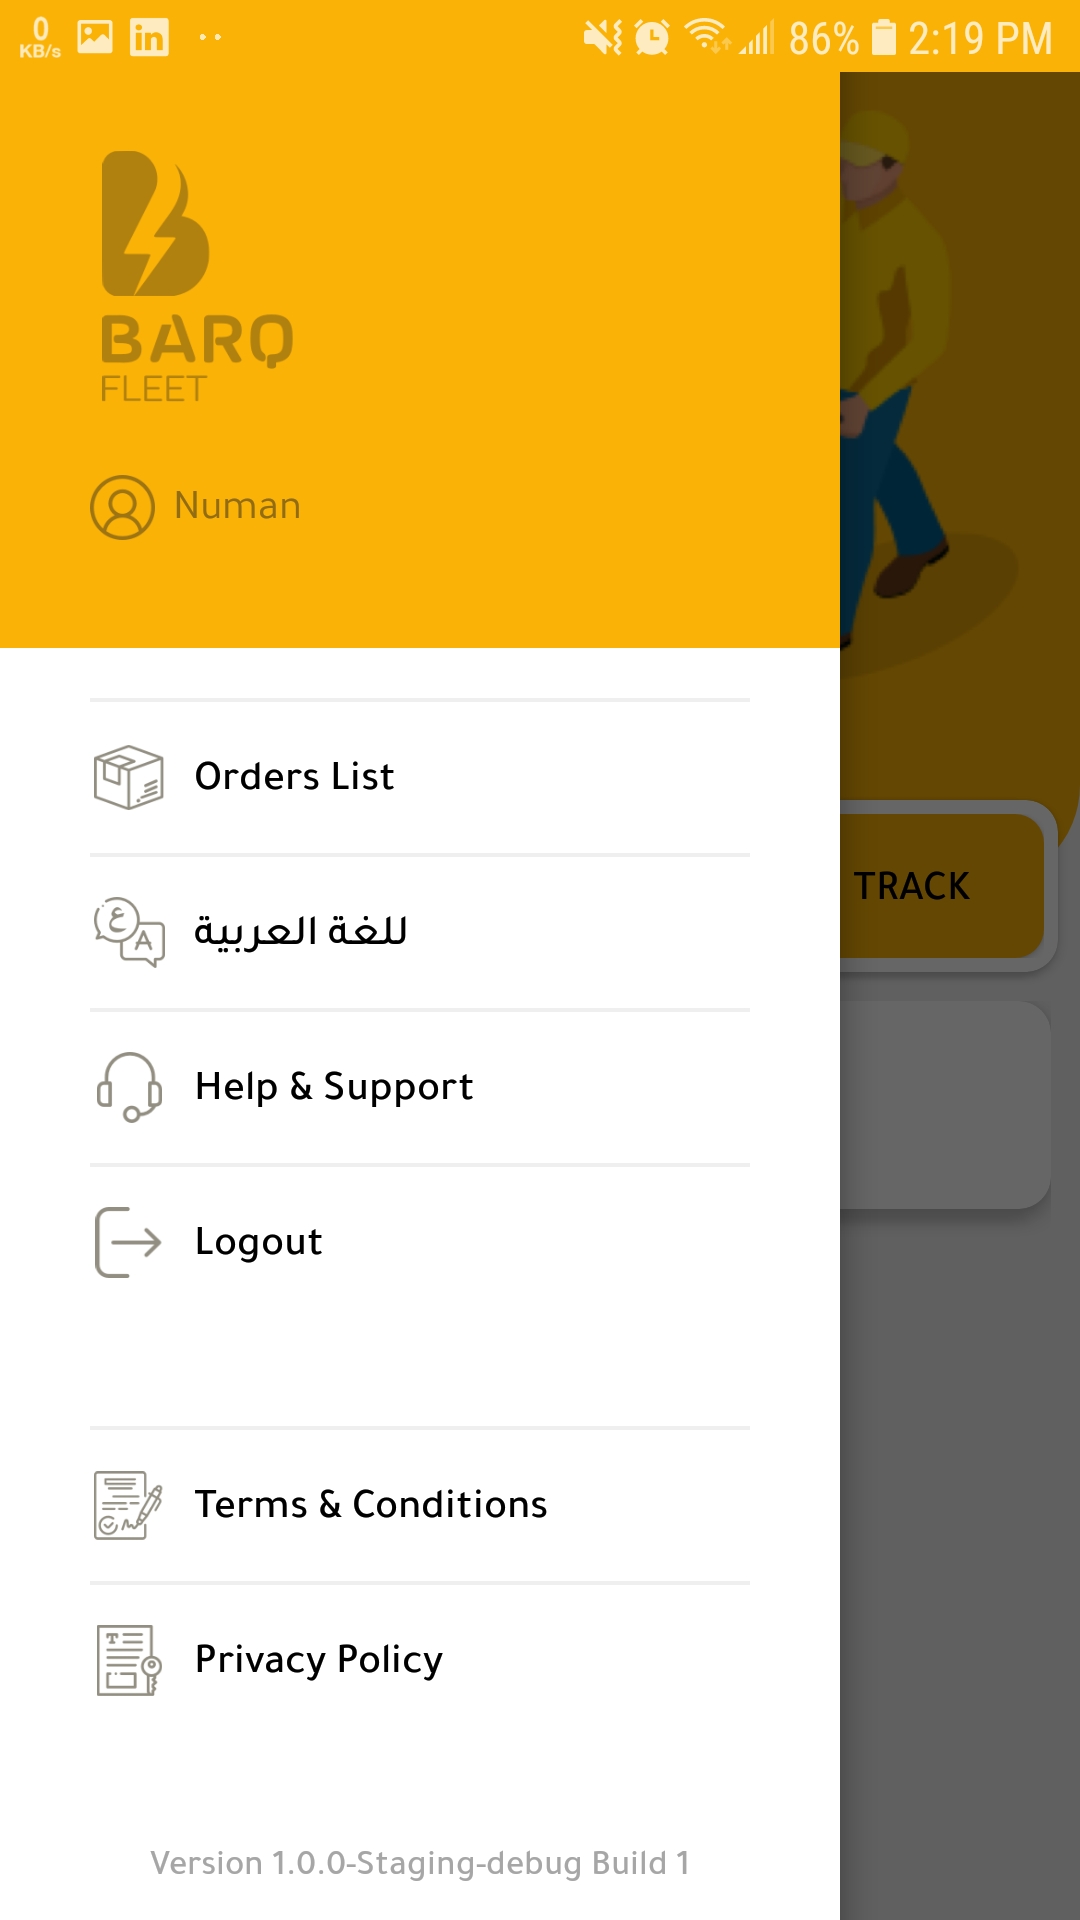 0
KB/s
86%
2:19 PM
BARQ
FLEET
Numan
TRACK
Orders List
للغة العربية
Help & Support
Logout
Terms & Conditions
Privacy Policy
Version 1.0.0-Staging-debug Build 1